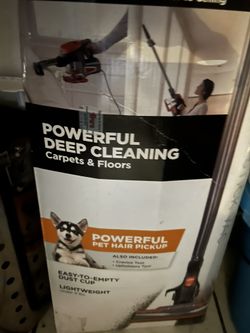 POWERFUL
DEEP CLEANING
Carpets & Floors
POWERFUL
PET HAIR PICKUP
ALSO INCLUDED:
• Crevice Tool
• Upholstery Tool
EASY-TO-EMPTY
DUST CUP
LIGHTWEIGHT